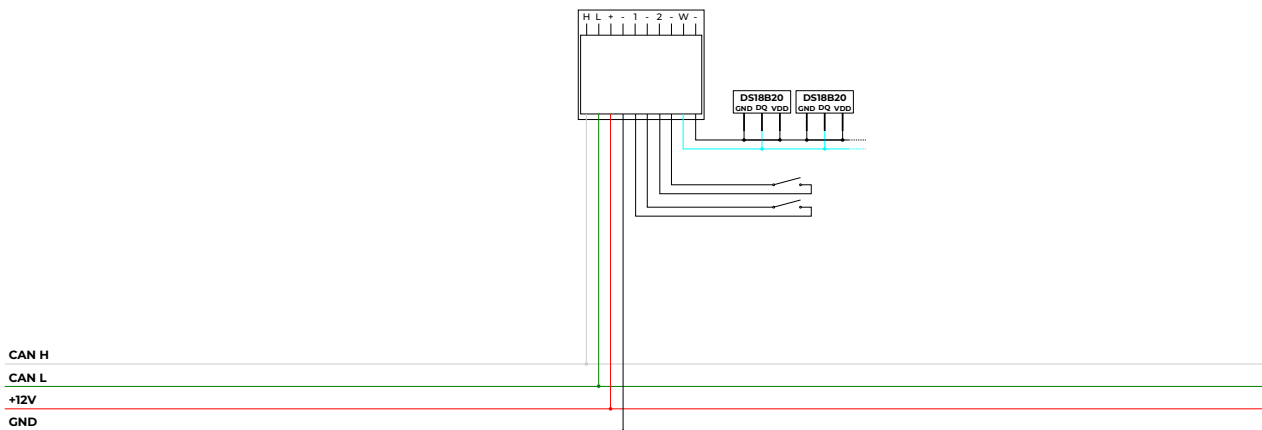 H L + - 1 - 2 - W -
DS18B20 DS18B20
GND DQ VDD GND DQ VDD
CAN H
CAN L
+12V
GND